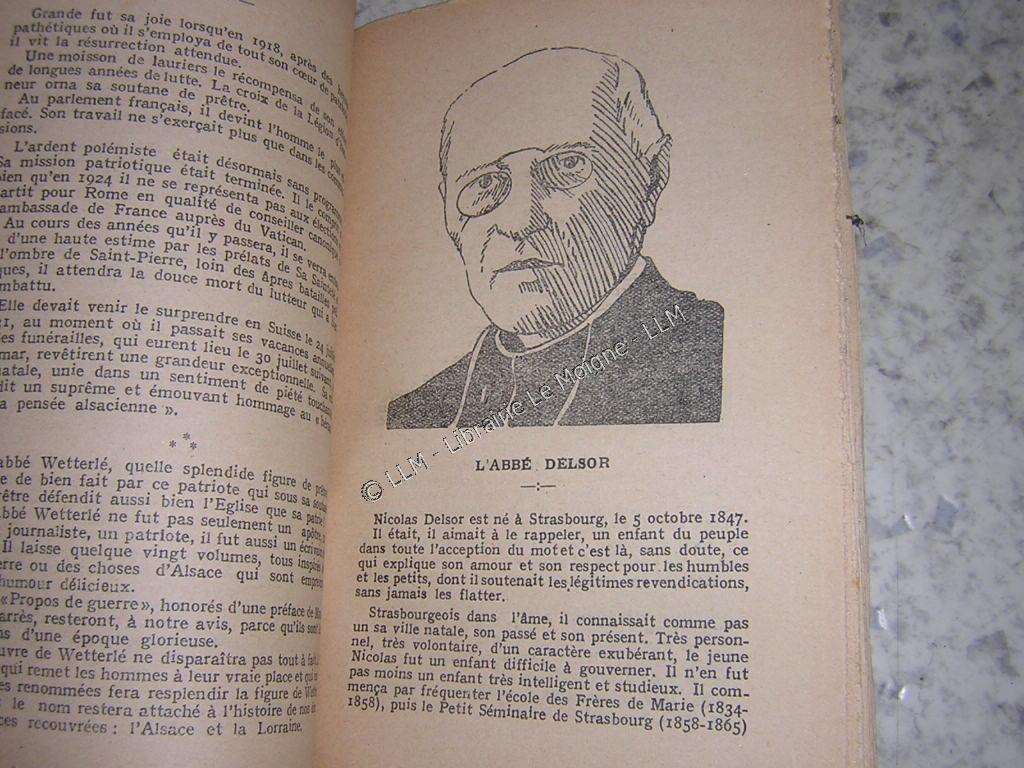 Grande fut sa joie lorsqu'en 1918, après des
pathétiques où il s'employa de tout son cœur de
il vit la résurrection attendue.
Une moisson de lauriers le récompensa de son
de longues années de lutte. La croix de la Légion
neur orna sa soutane de prêtre.
Au parlement français, il devint l'homme le plus
facé. Son travail ne s'exerçait plus que dans les
sions.
L'ardent polémiste était désormais sans
Sa mission patriotique était terminée. Il le
bien qu'en 1924 il ne se représenta pas aux
partit pour Rome en qualité de conseiller
ambassade de France auprès du Vatican.
Au cours des années qu'il y passera, il se verra
d'une haute estime par les prélats de Sa
l'ombre de Saint-Pierre, loin des âpres batailles
ques, il attendra la douce mort du lutteur qui a
mbattu.
Elle devait venir le surprendre en Suisse le 24
31, au moment où il passait ses vacances
es funérailles, qui eurent lieu le 30 juillet suivant
mar, revêtirent une grandeur exceptionnelle. Sa
natale, unie dans un sentiment de piété
dit un suprême et émouvant hommage au
a pensée alsacienne ».
* * *
abbé Wetterlé, quelle splendide figure de prêtre
e de bien fait par ce patriote qui sous sa
rêtre défendit aussi bien l'Eglise que sa
abbé Wetterlé ne fut pas seulement un
journaliste, un patriote, il fut aussi un
Il laisse quelque vingt volumes, tous
erre ou des choses d'Alsace qui sont
humour délicieux.
«Propos de guerre», honorés d'une préface de
arrès, resteront, à notre avis, parce qu'ils sont
ns d'une époque glorieuse.
uvre de Wetterlé ne disparaîtra pas tout à fait.
qui remet les hommes à leur vraie place et
es renommées fera resplendir la figure de
le nom restera attaché à l'histoire de nos
ces recouvrées : l'Alsace et la Lorraine.
L'ABBÉ DELSOR
Nicolas Delsor est né à Strasbourg, le 5 octobre 1847.
Il était, il aimait à le rappeler, un enfant du peuple
dans toute l'acception du mot et c'est là, sans doute, ce
qui explique son amour et son respect pour les humbles
et les petits, dont il soutenait les légitimes revendications,
sans jamais les flatter.
Strasbourgeois dans l'âme, il connaissait comme pas
un sa ville natale, son passé et son présent. Très person-
nel, très volontaire, d'un caractère exubérant, le jeune
Nicolas fut un enfant difficile à gouverner. Il n'en fut
pas moins un enfant très intelligent et studieux. Il com-
mença par fréquenter l'école des Frères de Marie (1834-
1858), puis le Petit Séminaire de Strasbourg (1858-1865)
© LLM - Librairie Le Moigne - LLM